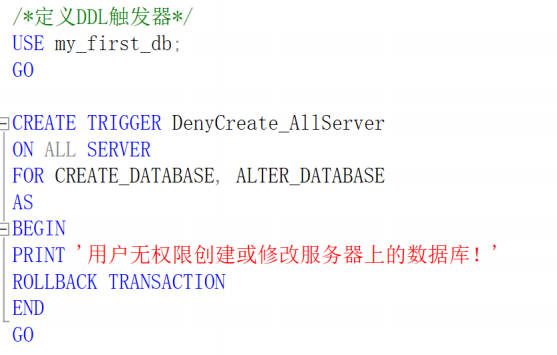 /*定义DDL触发器*/
USE my_first_db;
GO
CREATE TRIGGER DenyCreate_AllServer
ON ALL SERVER
FOR CREATE_DATABASE, ALTER_DATABASE
AS
BEGIN
PRINT '用户无权限创建或修改服务器上的数据库！'
ROLLBACK TRANSACTION
END
GO